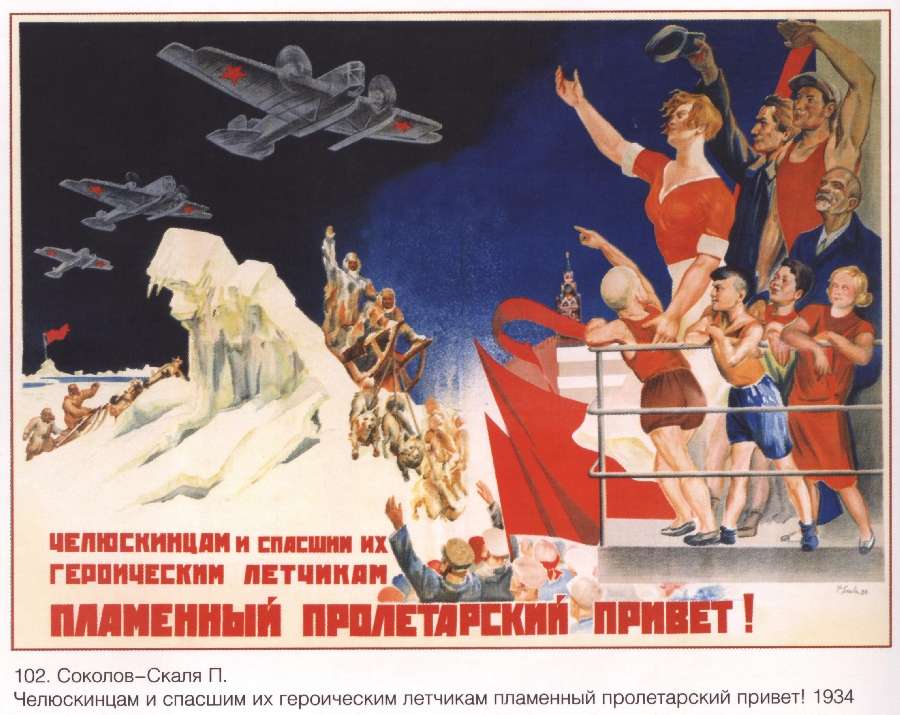 ЧЕЛЮСКИНЦАМ И СПАСШИМ ИХ
ГЕРОИЧЕСКИМ ЛЕТЧИКАМ
ПЛАМЕННЫЙ ПРОЛЕТАРСКИЙ ПРИВЕТ!
102. Соколов–Скаля П.
Челюскинцам и спасшим их героическим летчикам пламенный пролетарский привет! 1934